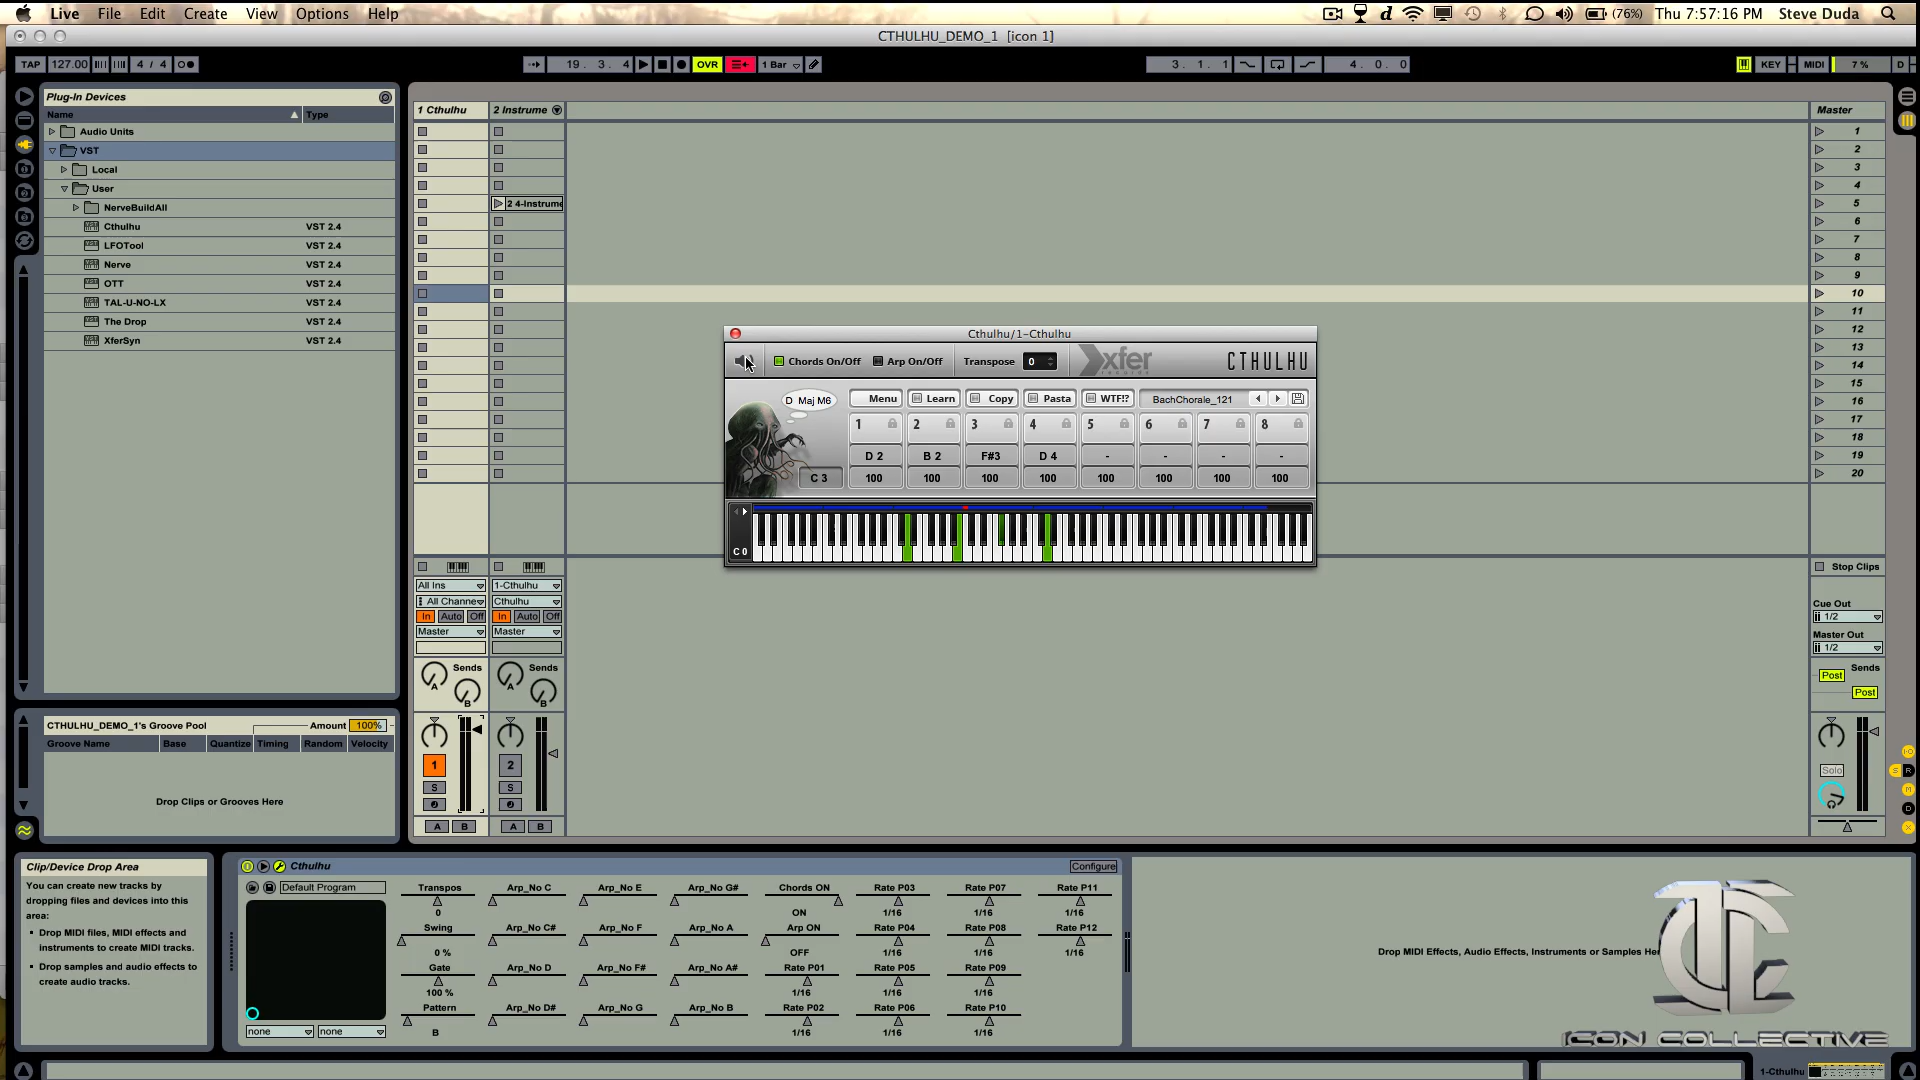 Live File Edit Create View Options Help
(76%) Thu 7:57:16 PM Steve Duda
CTHULHU_DEMO_1 [icon 1]
TAP 127.00 4 / 4 19. 3. 4 OVR 1 Bar 3. 1. 1 4. 0. 0 KEY MIDI 7 % D
Plug-In Devices
Name Type
Audio Units
VST
Local
User
NerveBuildAll
Cthulhu VST 2.4
LFOTool VST 2.4
Nerve VST 2.4
OTT VST 2.4
TAL-U-NO-LX VST 2.4
The Drop VST 2.4
XferSyn VST 2.4
1 Cthulhu 2 Instrume Master
1
2
3
4
2 4-Instrume 5
6
7
8
9
10
11
12
13
14
15
16
17
18
19
20
Cthulhu/1-Cthulhu
Chords On/Off Arp On/Off Transpose 0 xfer records CTHULHU
D Maj M6 Menu Learn Copy Pasta WTF!? BachChorale_121
1 2 3 4 5 6 7 8
D 2 B 2 F#3 D 4 - - - -
C 3 100 100 100 100 100 100 100 100
C 0
Stop Clips
All Ins 1-Cthulhu
All Channe Cthulhu
In Auto Off In Auto Off
Master Master
Cue Out
1/2
Master Out
1/2
Sends Sends Sends
A B A B
Post
Post
1 2
S S
Solo
A B A B
CTHULHU_DEMO_1's Groove Pool Amount 100%
Groove Name Base Quantize Timing Random Velocity
Drop Clips or Grooves Here
Clip/Device Drop Area
You can create new tracks by
dropping files and devices into this
area:
Drop MIDI files, MIDI effects and
instruments to create MIDI tracks.
Drop samples and audio effects to
create audio tracks.
Cthulhu Configure
Default Program
none none
Transpos Arp_No C Arp_No E Arp_No G# Chords ON Rate P03 Rate P07 Rate P11
0 ON 1/16 1/16 1/16
Swing Arp_No C# Arp_No F Arp_No A Arp ON Rate P04 Rate P08 Rate P12
0 % OFF 1/16 1/16 1/16
Gate Arp_No D Arp_No F# Arp_No A# Rate P01 Rate P05 Rate P09
100 % 1/16 1/16 1/16
Pattern Arp_No D# Arp_No G Arp_No B Rate P02 Rate P06 Rate P10
B 1/16 1/16 1/16
Drop MIDI Effects, Audio Effects, Instruments or Samples He
ICON COLLECTIVE
1-Cthulhu